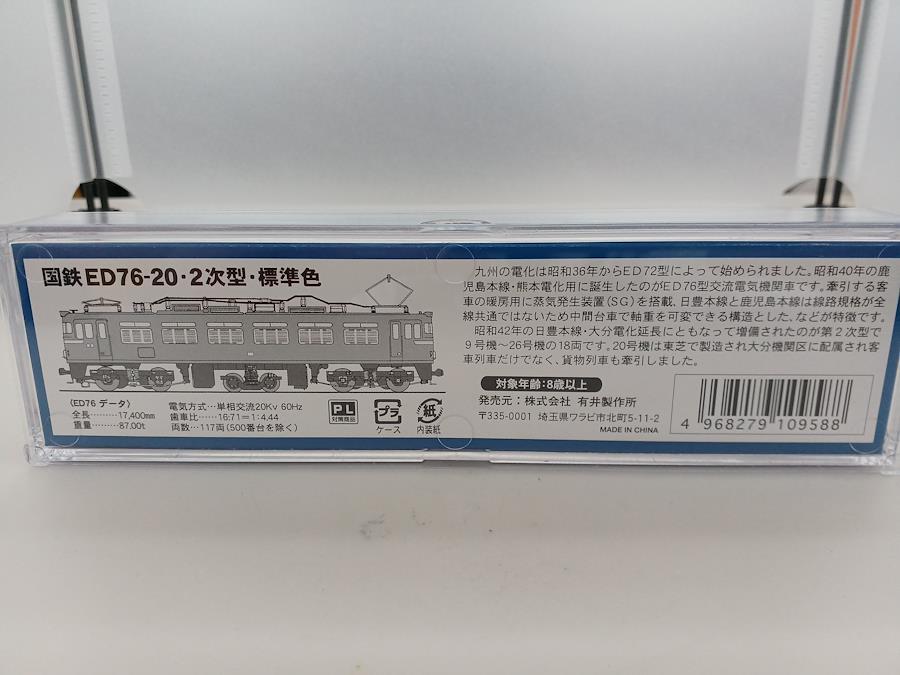 国鉄ED76-20・2次型・標準色
(ED76 データ)
全長………17,400mm
重量………87.00t
電気方式…単相交流20Kv 60Hz
歯車比……16:71=1:4.44
両数…117両(500番台を除く)
PL
対策商品
プラ
ケース
紙
内装紙
九州の電化は昭和36年からED72型によって始められました。昭和40年の鹿
児島本線・熊本電化用に誕生したのがED76型交流電気機関車です。牽引する客
車の暖房用に蒸気発生装置(SG)を搭載、日豊本線と鹿児島本線は線路規格が全
線共通ではないため中間台車で軸重を可変できる構造とした、などが特徴です。
昭和42年の日豊本線・大分電化延長にともなって増備されたのが第2次型で
9号機～26号機の18両です。20号機は東芝で製造され大分機関区に配属され客
車列車だけでなく、貨物列車も牽引しました。
対象年齢:8歳以上
発売元：株式会社 有井製作所
〒335-0001 埼玉県ワラビ市北町5-11-2
MADE IN CHINA
4 968279 109588